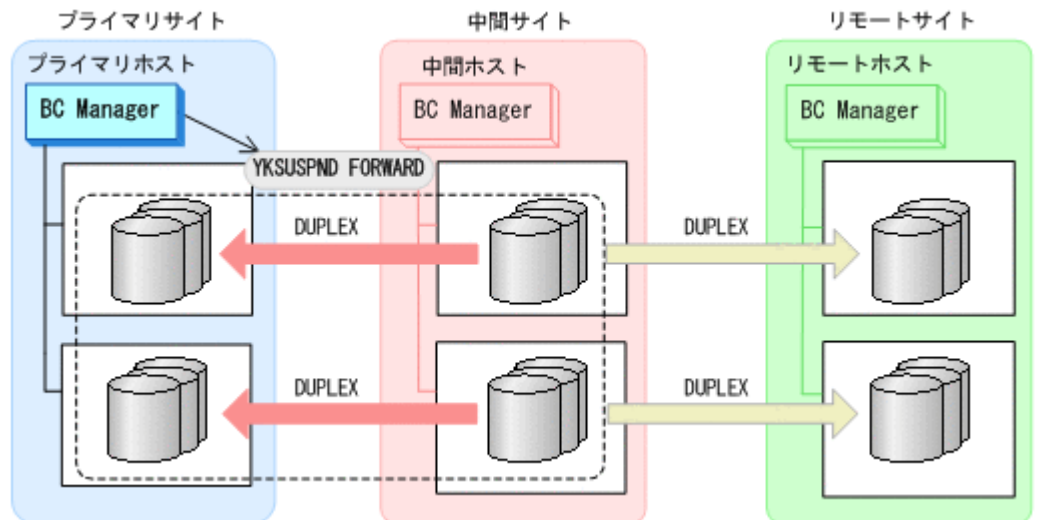 プライマリサイト
中間サイト
リモートサイト
プライマリホスト
中間ホスト
リモートホスト
BC Manager
BC Manager
BC Manager
YKSUSPND FORWARD
DUPLEX
DUPLEX
DUPLEX
DUPLEX